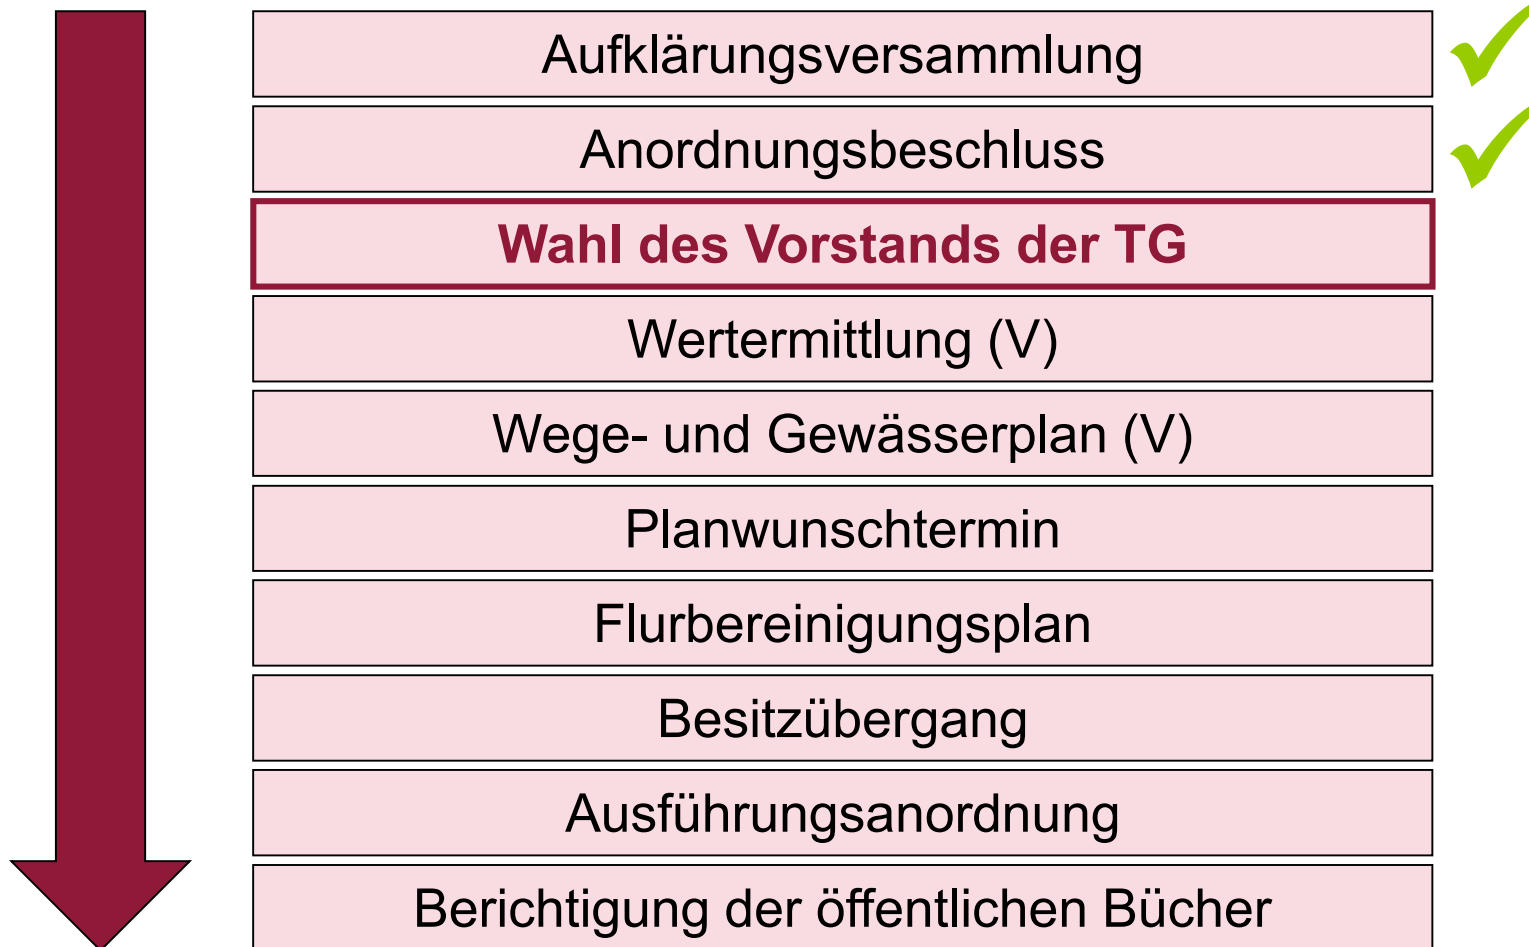 Aufklärungsversammlung
Anordnungsbeschluss
Wahl des Vorstands der TG
Wertermittlung (V)
Wege- und Gewässerplan (V)
Planwunschtermin
Flurbereinigungsplan
Besitzübergang
Ausführungsanordnung
Berichtigung der öffentlichen Bücher